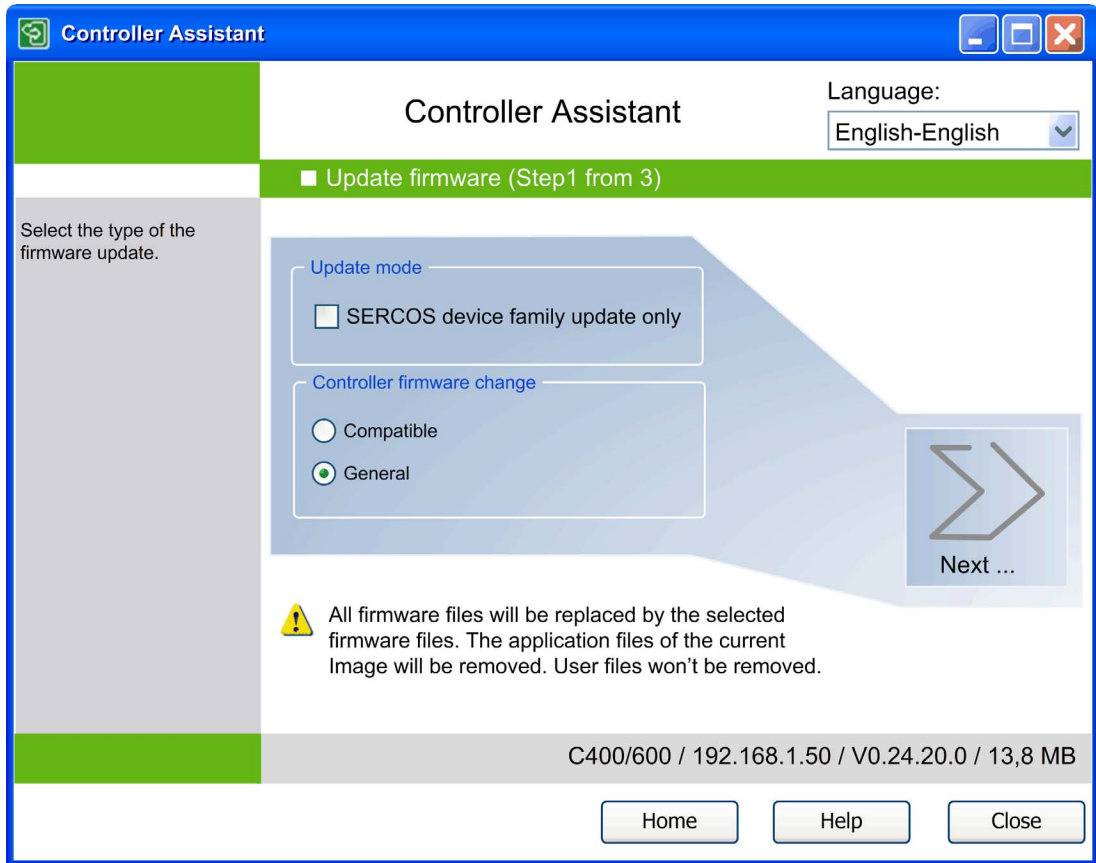 Controller Assistant
Controller Assistant
Language:
English-English
Update firmware (Step1 from 3)
Select the type of the
firmware update.
Update mode
SERCOS device family update only
Controller firmware change
Compatible
General
Next ...
All firmware files will be replaced by the selected
firmware files. The application files of the current
Image will be removed. User files won’t be removed.
C400/600 / 192.168.1.50 / V0.24.20.0 / 13,8 MB
Home
Help
Close